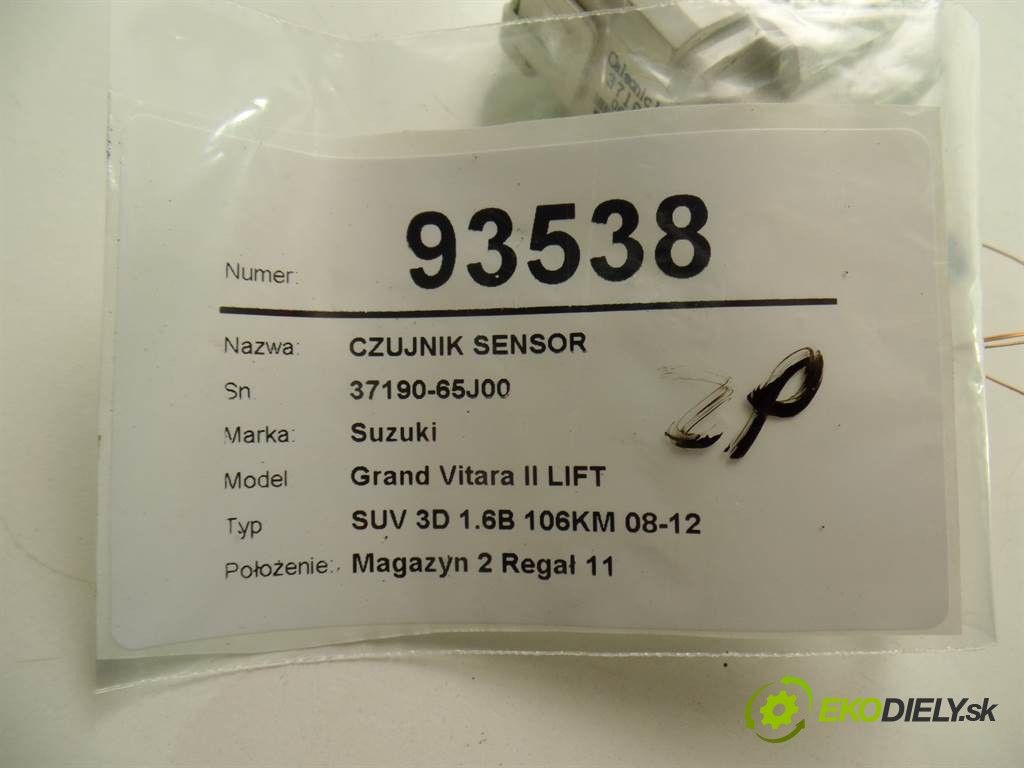 Calsonic
93538
Numer:
Nazwa: CZUJNIK SENSOR
Sn. 37190-65J00
Marka: Suzuki
Model Grand Vitara II LIFT
Typ SUV 3D 1.6B 106KM 08-12
Położenie: Magazyn 2 Regał 11
ZP
EKODIELY.sk